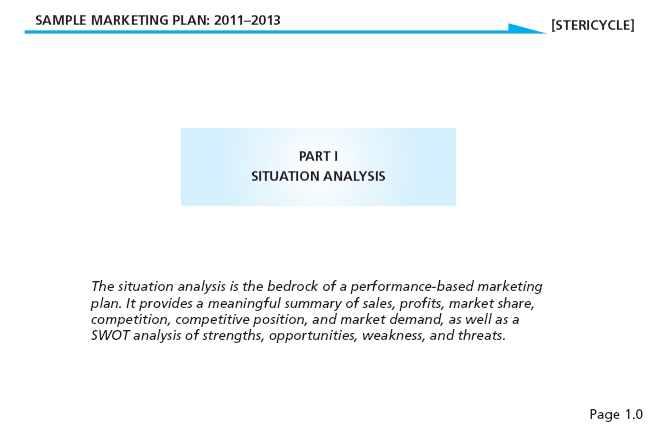 SAMPLE MARKETING PLAN: 2011–2013
[STERICYCLE]
PART I
SITUATION ANALYSIS
The situation analysis is the bedrock of a performance-based marketing
plan. It provides a meaningful summary of sales, profits, market share,
competition, competitive position, and market demand, as well as a
SWOT analysis of strengths, opportunities, weakness, and threats.
Page 1.0